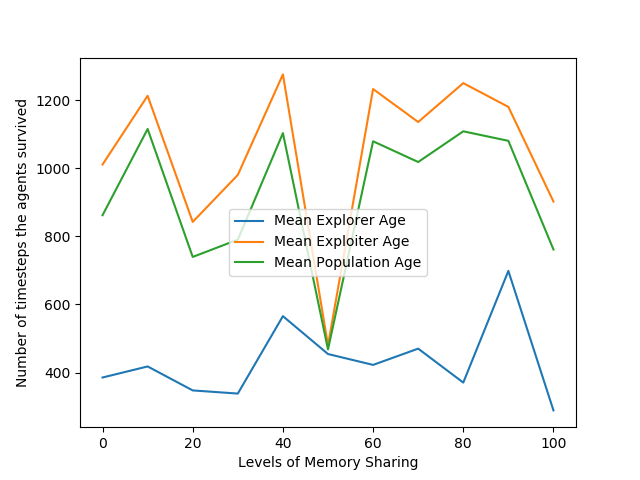 1200
1000
800
600
400
Number of timesteps the agents survived
Mean Explorer Age
Mean Exploiter Age
Mean Population Age
0 20 40 60 80 100
Levels of Memory Sharing